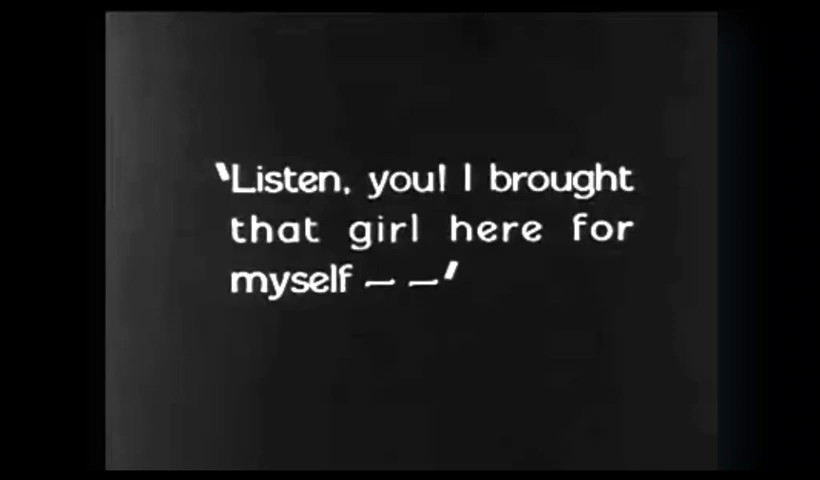 "Listen, you! I brought
that girl here for
myself — —"